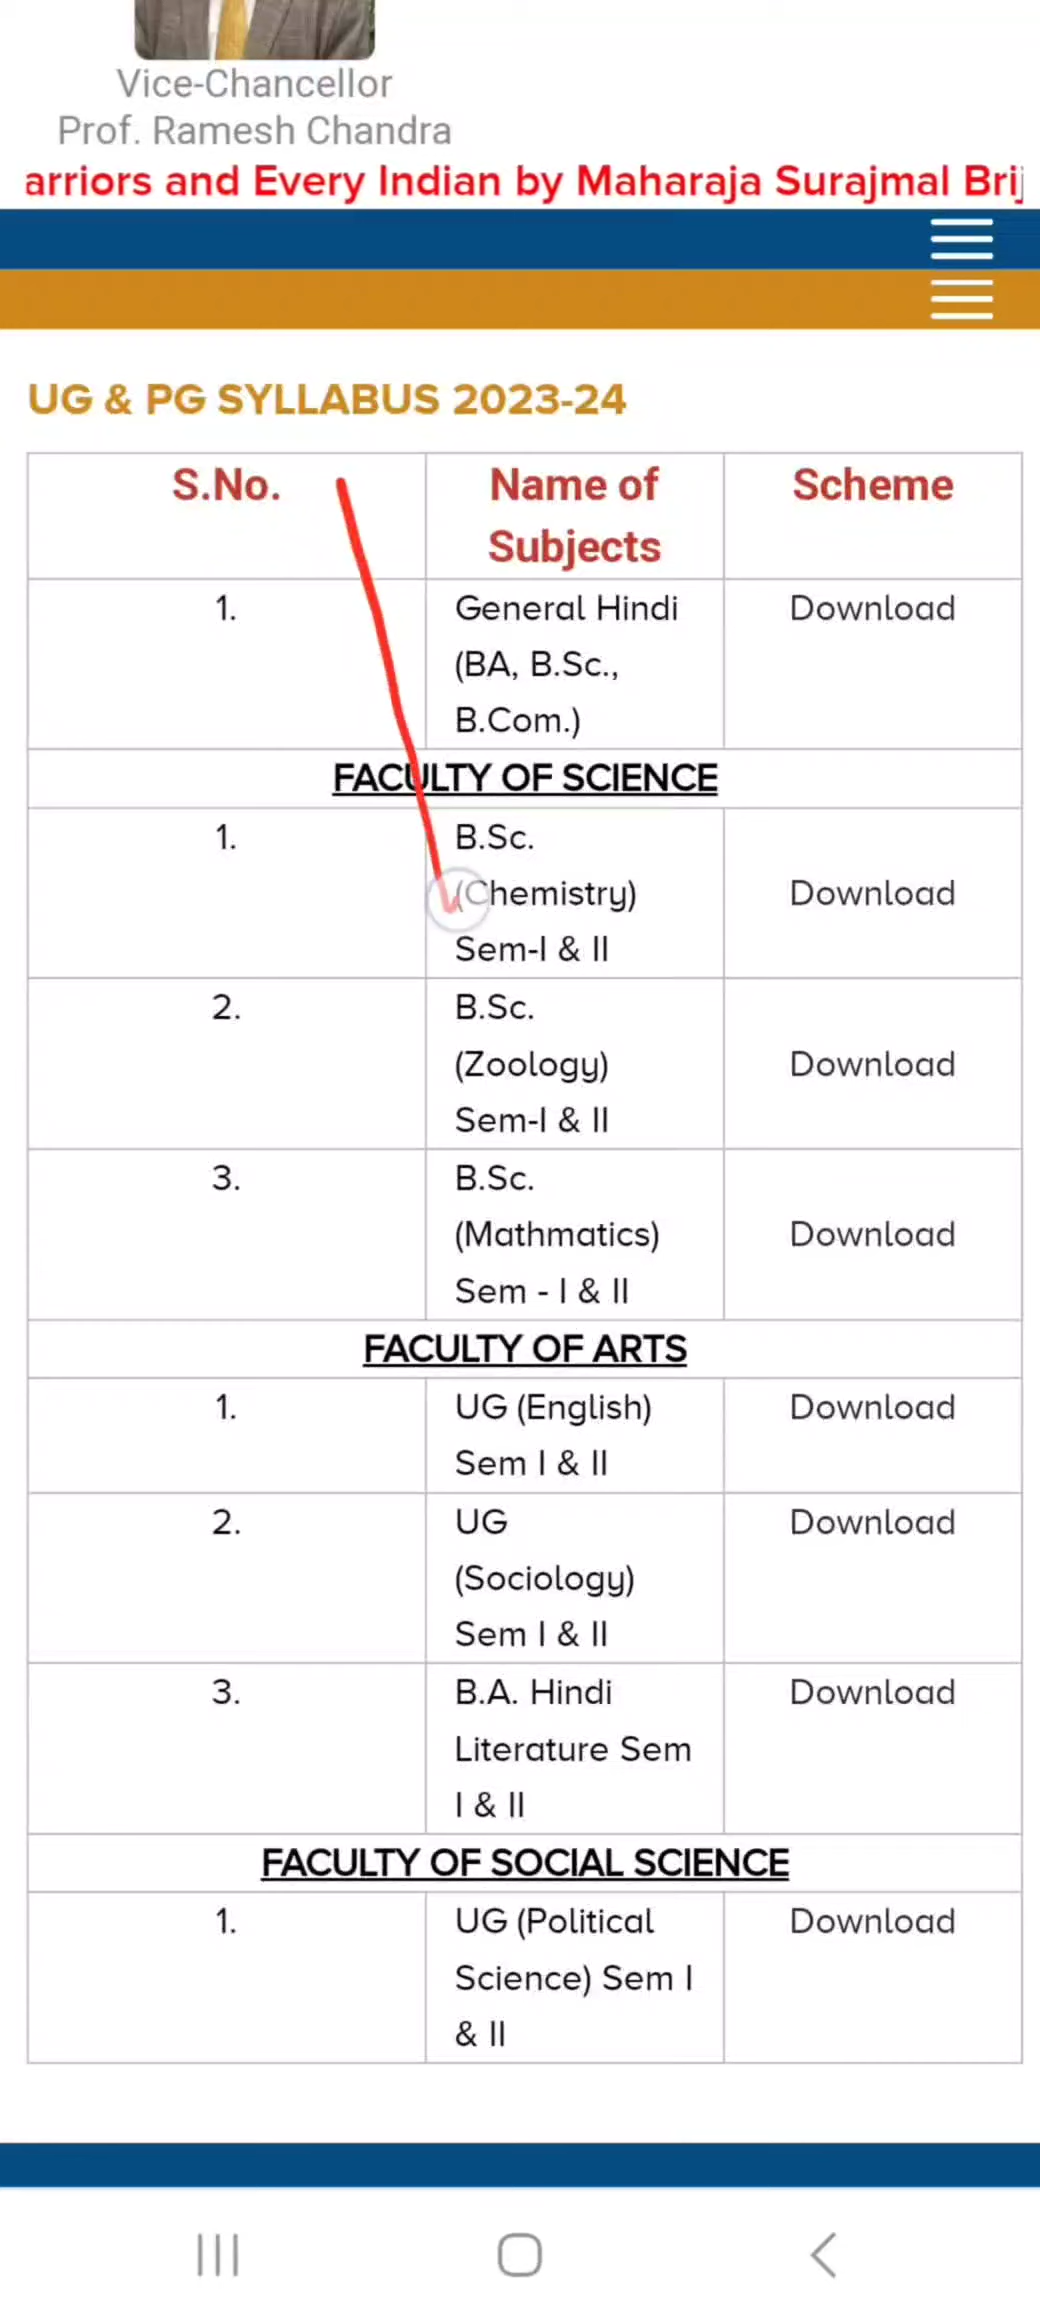 Vice-Chancellor
Prof. Ramesh Chandra
arriors and Every Indian by Maharaja Surajmal Brij
UG & PG SYLLABUS 2023-24
S.No. Name of Subjects Scheme
1. General Hindi Download
(BA, B.Sc.,
B.Com.)
FACULTY OF SCIENCE
1. B.Sc.
(Chemistry) Download
Sem-I & II
2. B.Sc.
(Zoology) Download
Sem-I & II
3. B.Sc.
(Mathmatics) Download
Sem - I & II
FACULTY OF ARTS
1. UG (English) Download
Sem I & II
2. UG Download
(Sociology)
Sem I & II
3. B.A. Hindi Download
Literature Sem
I & II
FACULTY OF SOCIAL SCIENCE
1. UG (Political Download
Science) Sem I
& II